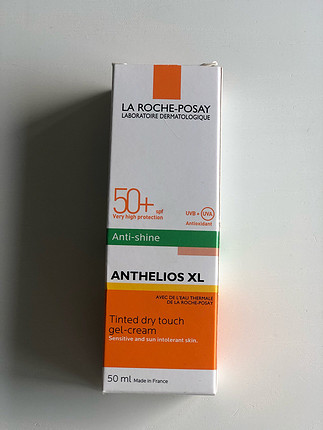 LA ROCHE-POSAY
LABORATOIRE DERMATOLOGIQUE
50+ spf
Very high protection
UVB + UVA
Antioxidant
Anti-shine
ANTHELIOS XL
AVEC DE L'EAU THERMALE
DE LA ROCHE-POSAY
Tinted dry touch
gel-cream
Sensitive and sun intolerant skin.
50 ml Made in France